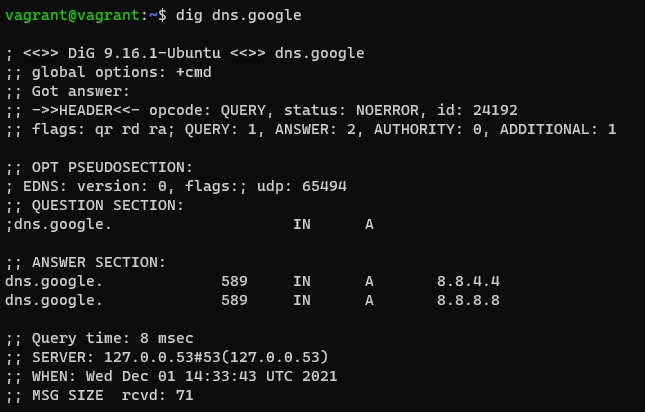 vagrant@vagrant:~$ dig dns.google
; <<>> DiG 9.16.1-Ubuntu <<>> dns.google
;; global options: +cmd
;; Got answer:
;; ->>HEADER<<- opcode: QUERY, status: NOERROR, id: 24192
;; flags: qr rd ra; QUERY: 1, ANSWER: 2, AUTHORITY: 0, ADDITIONAL: 1
;; OPT PSEUDOSECTION:
; EDNS: version: 0, flags:; udp: 65494
;; QUESTION SECTION:
;dns.google. IN A
;; ANSWER SECTION:
dns.google. 589 IN A 8.8.4.4
dns.google. 589 IN A 8.8.8.8
;; Query time: 8 msec
;; SERVER: 127.0.0.53#53(127.0.0.53)
;; WHEN: Wed Dec 01 14:33:43 UTC 2021
;; MSG SIZE rcvd: 71